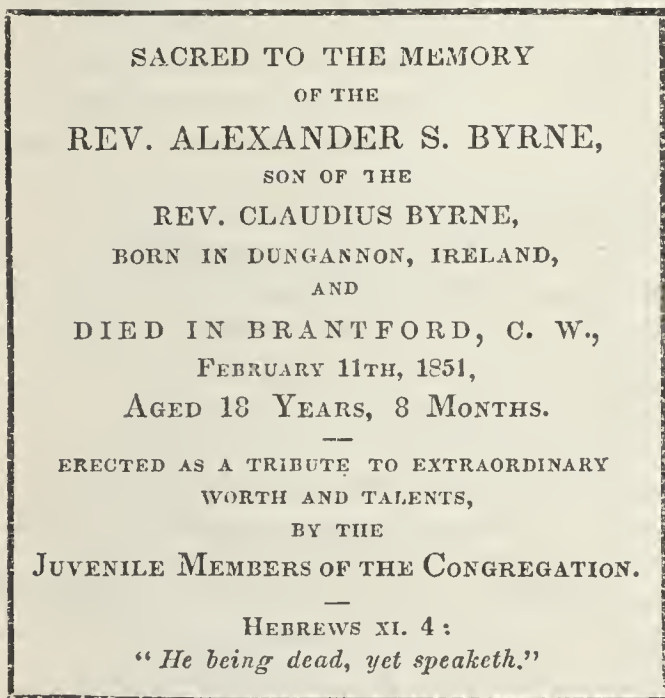 SACRED TO THE MEMORY
OF THE
REV. ALEXANDER S. BYRNE,
SON OF THE
REV. CLAUDIUS BYRNE,
BORN IN DUNGANNON, IRELAND,
AND
DIED IN BRANTFORD, C. W.,
FEBRUARY 11TH, 1851,
AGED 18 YEARS, 8 MONTHS.
ERECTED AS A TRIBUTE TO EXTRAORDINARY
WORTH AND TALENTS,
BY THE
JUVENILE MEMBERS OF THE CONGREGATION.
HEBREWS XI. 4:
"He being dead, yet speaketh."